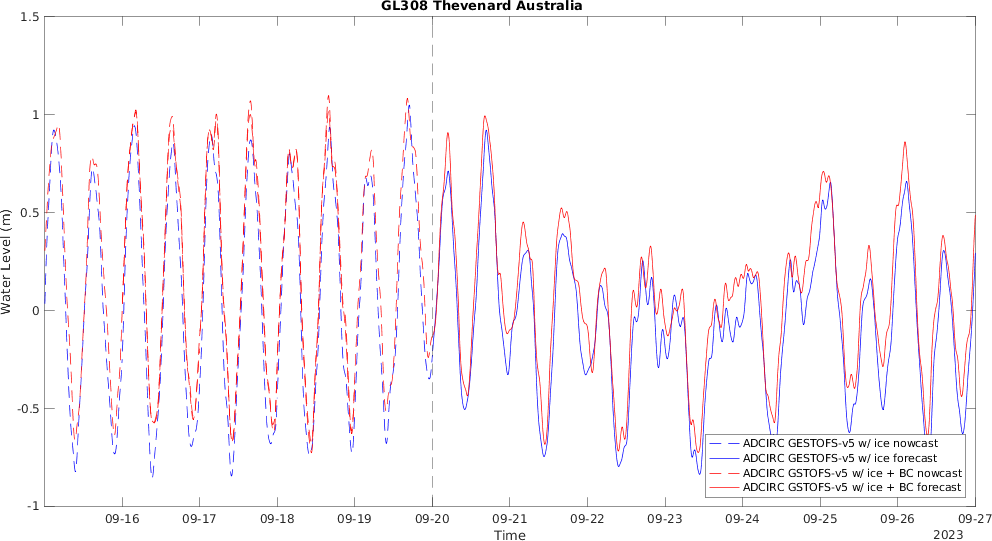 GL308 Thevenard Australia
1.5
1
0.5
0
-0.5
-1
Water Level (m)
09-16
09-17
09-18
09-19
09-20
09-21
09-22
09-23
09-24
09-25
09-26
09-27
Time
2023
ADCIRC GESTOFS-v5 w/ ice nowcast
ADCIRC GESTOFS-v5 w/ ice forecast
ADCIRC GSTOFS-v5 w/ ice + BC nowcast
ADCIRC GSTOFS-v5 w/ ice + BC forecast